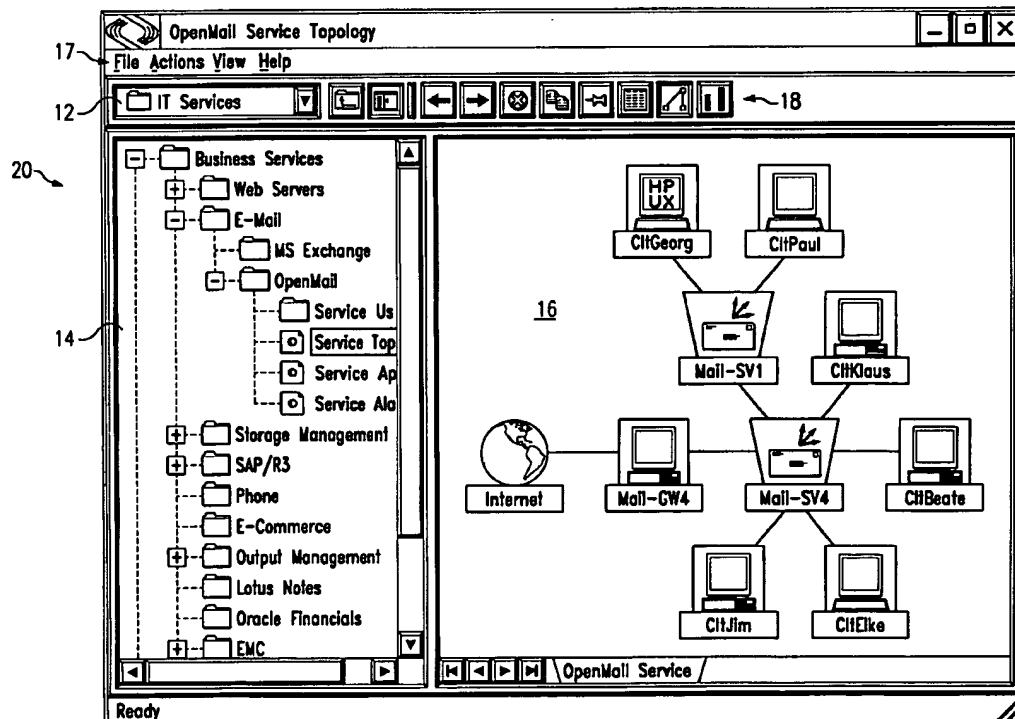 OpenMail Service Topology
17
File Actions View Help
12
IT Services
18
20
Business Services
Web Servers
E-Mail
MS Exchange
OpenMail
Service Us
Service Top
Service Ap
Service Ala
Storage Management
SAP/R3
Phone
E-Commerce
Output Management
Lotus Notes
Oracle Financials
EMC
14
16
HP
UX
CltGeorg
CltPaul
Mail-SV1
CltKlaus
Internet
Mail-GW4
Mail-SV4
CltBeate
CltJim
CltElke
OpenMail Service
Ready